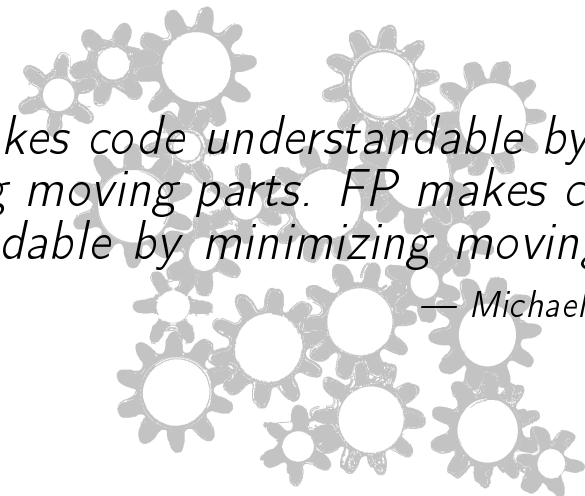 kes code understandable by
g moving parts. FP makes c
dable by minimizing moving
— Michael